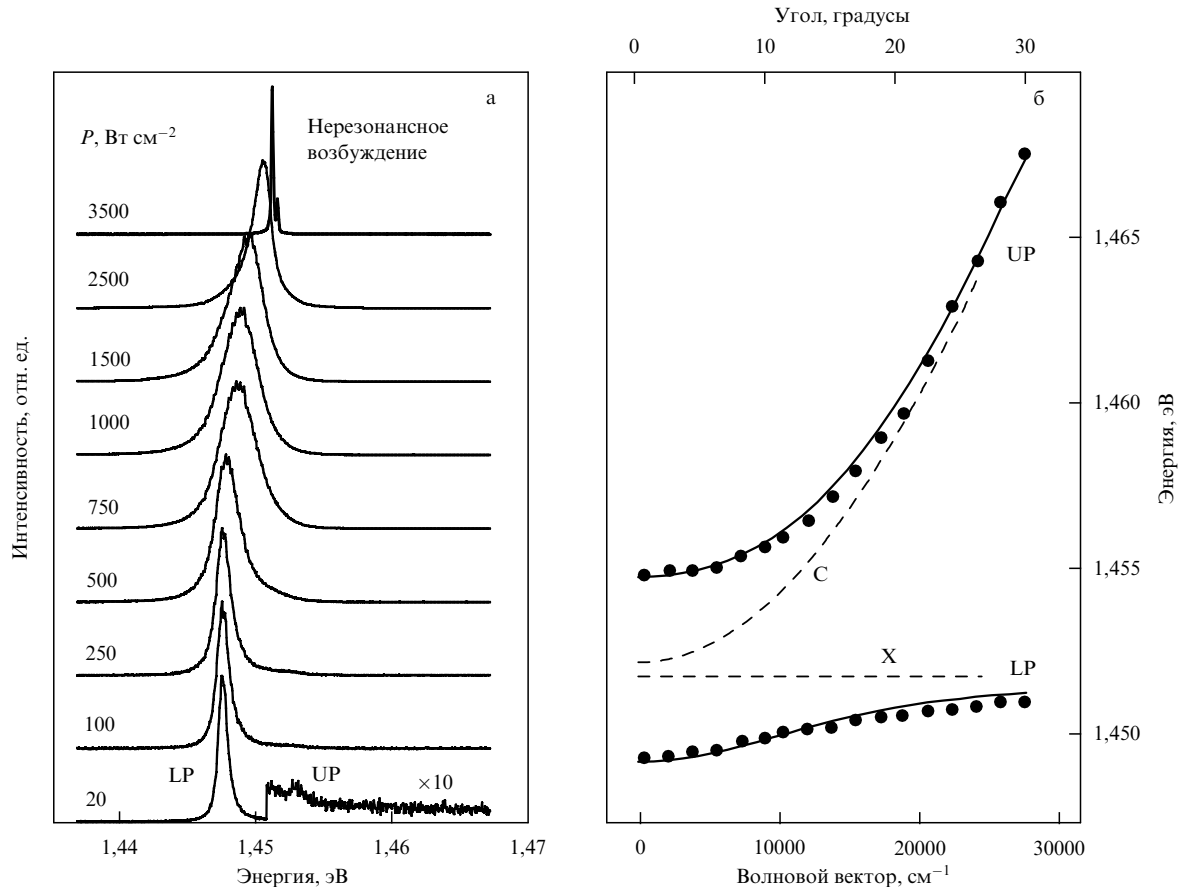 а
P, Вт см−2
Нерезонансное
возбуждение
3500
2500
1500
1000
750
500
250
100
20
LP
UP
×10
1,44
1,45
1,46
1,47
Энергия, эВ
Интенсивность, отн. ед.
Угол, градусы
0
10
20
30
б
UP
C
X
LP
1,465
1,460
1,455
1,450
Энергия, эВ
0
10000
20000
30000
Волновой вектор, см−1